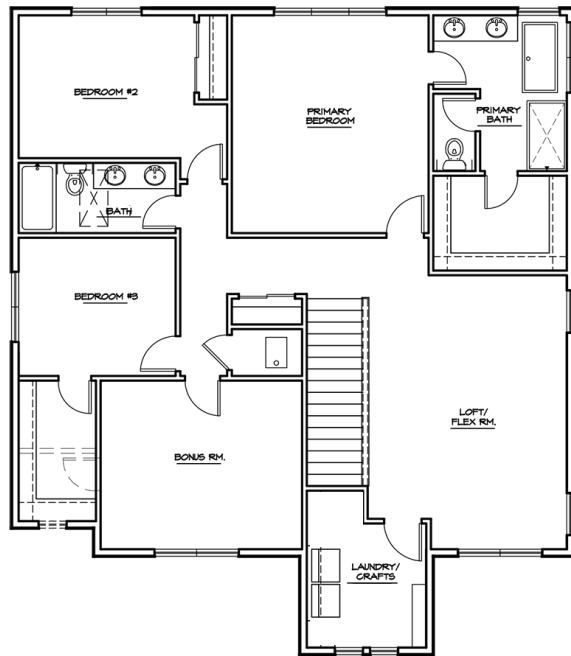 BEDROOM #2
PRIMARY
BEDROOM
PRIMARY
BATH
BATH
BEDROOM #3
LOFT/
FLEX RM.
BONUS RM.
LAUNDRY/
CRAFTS